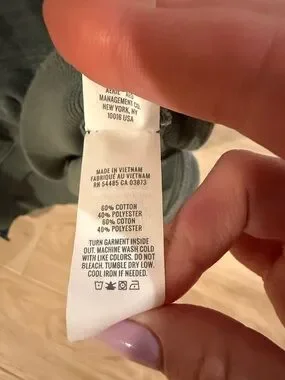 MANAGEMENT CO.
NEW YORK, NY
10016 USA
MADE IN VIETNAM
FABRIQUÉ AU VIETNAM
RN 54485 CA 03873
60% COTTON
40% POLYESTER
60% COTON
40% POLYESTER
TURN GARMENT INSIDE
OUT. MACHINE WASH COLD
WITH LIKE COLORS. DO NOT
BLEACH. TUMBLE DRY LOW.
COOL IRON IF NEEDED.